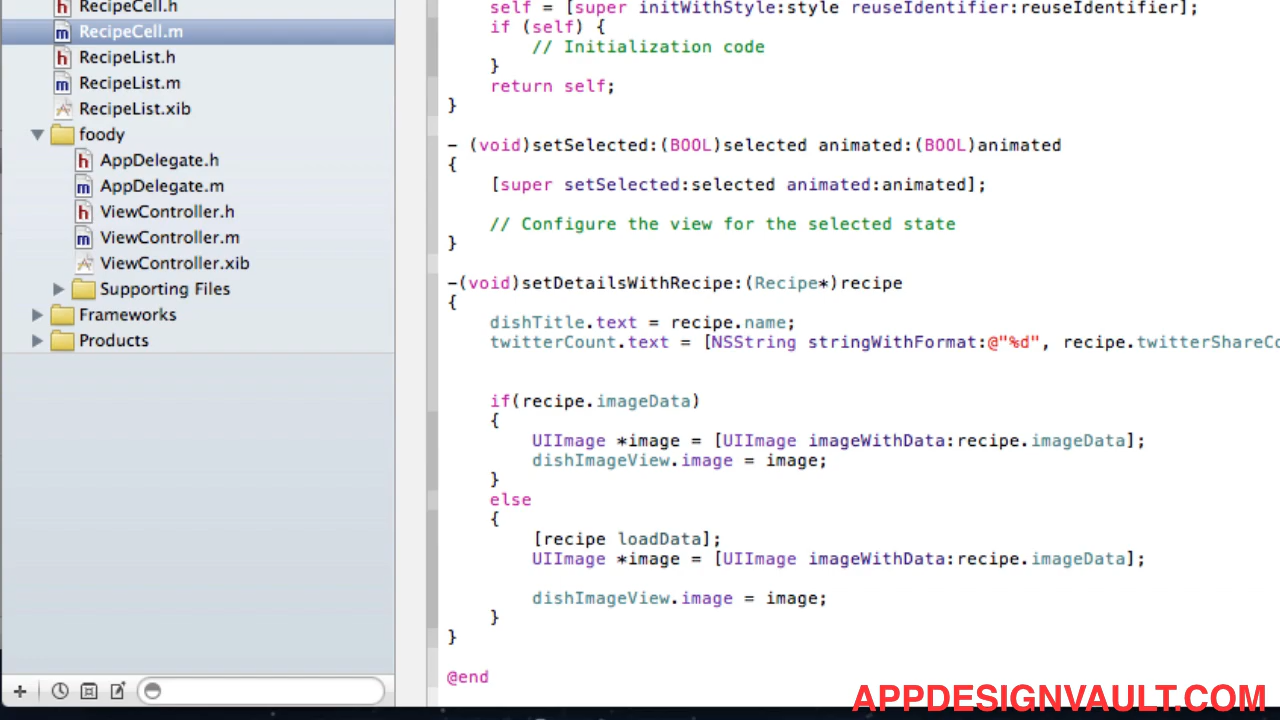 RecipeCell.h
RecipeCell.m
RecipeList.h
RecipeList.m
RecipeList.xib
foody
AppDelegate.h
AppDelegate.m
ViewController.h
ViewController.m
ViewController.xib
Supporting Files
Frameworks
Products
self = [super initWithStyle:style reuseIdentifier:reuseIdentifier];
if (self) {
// Initialization code
}
return self;
}
- (void)setSelected:(BOOL)selected animated:(BOOL)animated
{
[super setSelected:selected animated:animated];
// Configure the view for the selected state
}
-(void)setDetailsWithRecipe:(Recipe*)recipe
{
dishTitle.text = recipe.name;
twitterCount.text = [NSString stringWithFormat:@"%d", recipe.twitterShareCo
if(recipe.imageData)
{
UIImage *image = [UIImage imageWithData:recipe.imageData];
dishImageView.image = image;
}
else
{
[recipe loadData];
UIImage *image = [UIImage imageWithData:recipe.imageData];
dishImageView.image = image;
}
}
@end
APPDESIGNVAULT.COM